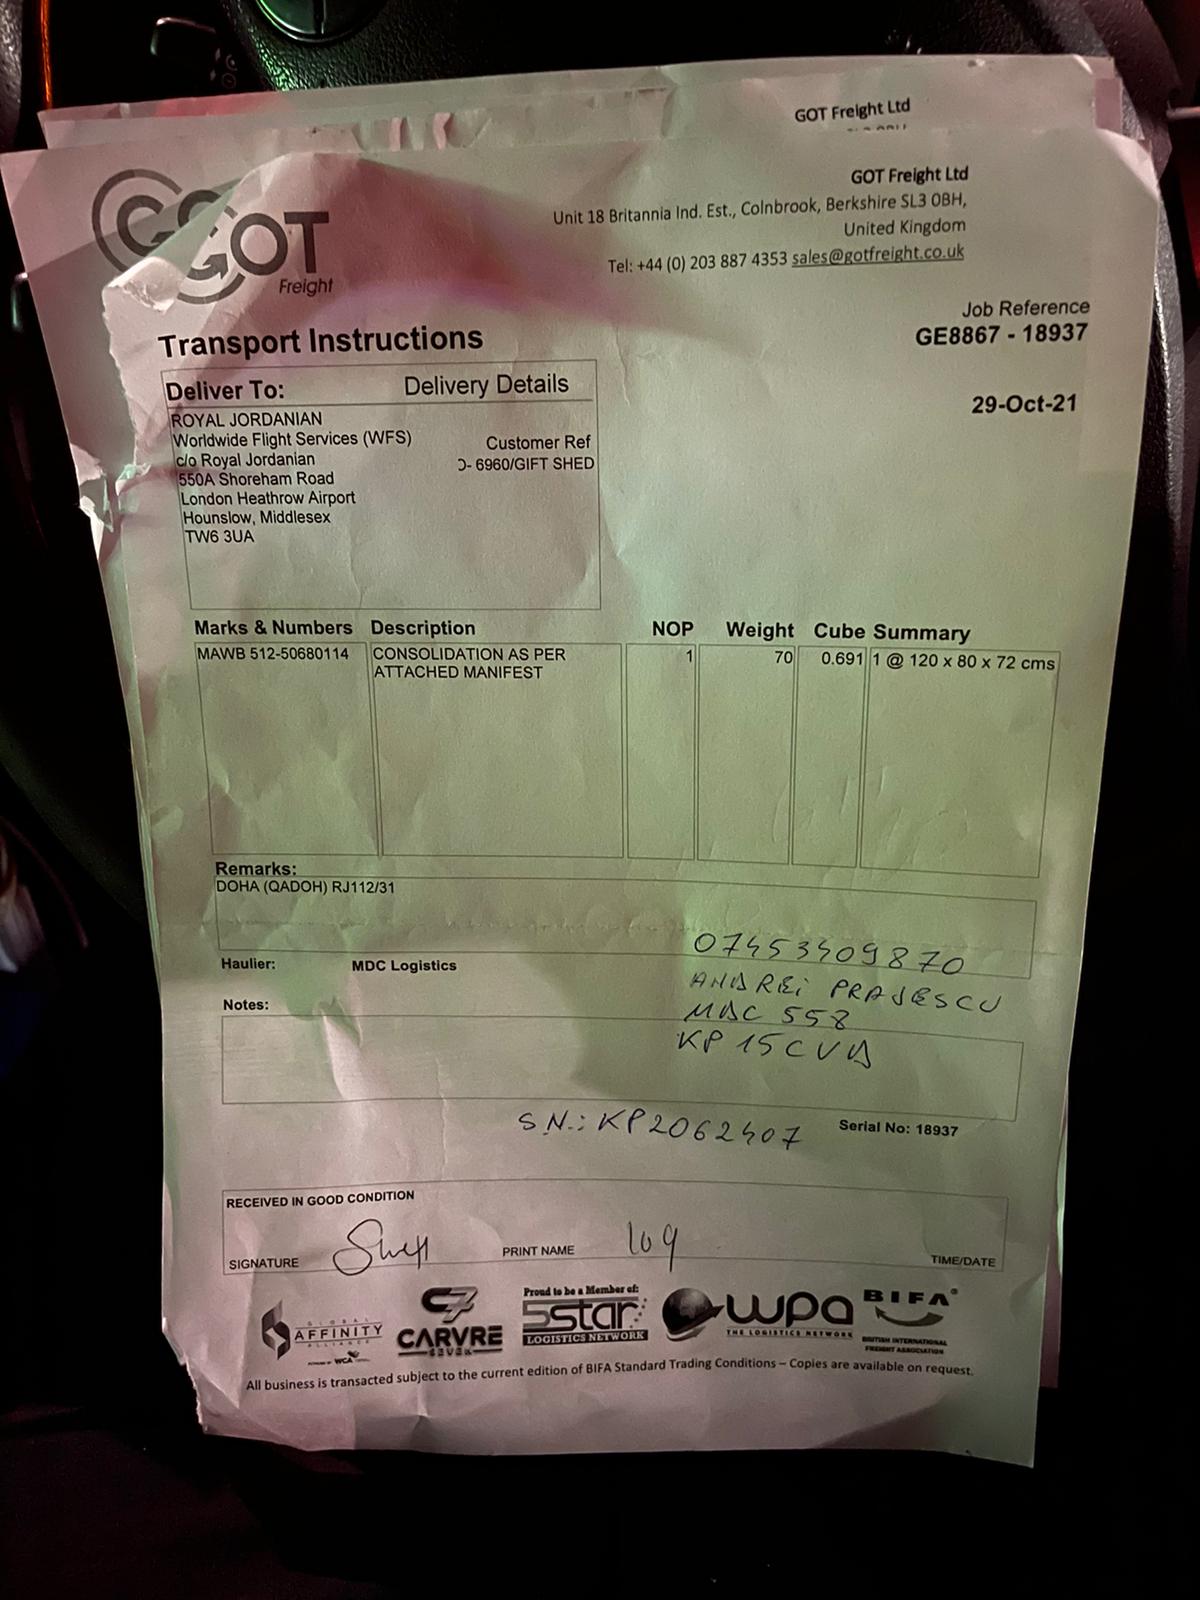 GOT Freight Ltd
GOT Freight Ltd
Unit 18 Britannia Ind. Est., Colnbrook, Berkshire SL3 0BH,
United Kingdom
Tel: +44 (0) 203 887 4353 sales@gotfreight.co.uk
GOT
Freight
Job Reference
GE8867 - 18937
Transport Instructions
29-Oct-21
Deliver To: Delivery Details
ROYAL JORDANIAN
Worldwide Flight Services (WFS)
c/o Royal Jordanian
550A Shoreham Road
London Heathrow Airport
Hounslow, Middlesex
TW6 3UA
Customer Ref
- 6960/GIFT SHED
Marks & Numbers Description NOP Weight Cube Summary
MAWB 512-50680114 CONSOLIDATION AS PER 1 70 0.691 1 @ 120 x 80 x 72 cms
ATTACHED MANIFEST
Remarks:
DOHA (QADOH) RJ112/31
07453409870
Haulier: MDC Logistics
ANDREI PRAJESCU
Notes:
MDC 558
KP 15CVA
S.N.: KP2062407 Serial No: 18937
RECEIVED IN GOOD CONDITION
SIGNATURE PRINT NAME TIME/DATE
GLOBAL
AFFINITY
ALLIANCE
POWERED BY WCA
C7
CARVRE
SEVEN
Proud to be a Member of:
5star
LOGISTICS NETWORK
wpa
THE LOGISTICS NETWORK
BIFA
BRITISH INTERNATIONAL
FREIGHT ASSOCIATION
All business is transacted subject to the current edition of BIFA Standard Trading Conditions – Copies are available on request.